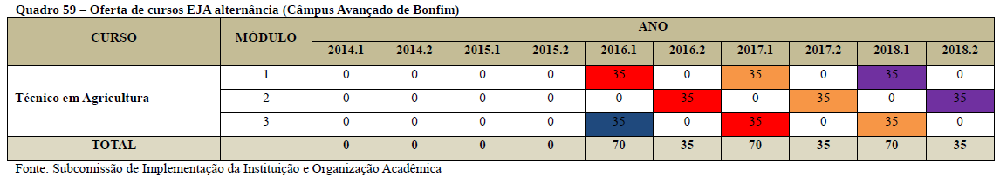 Quadro 59 – Oferta de cursos EJA alternância (Câmpus Avançado de Bonfim)
CURSO MÓDULO ANO
2014.1 2014.2 2015.1 2015.2 2016.1 2016.2 2017.1 2017.2 2018.1 2018.2
Técnico em Agricultura
1 0 0 0 0 35 0 35 0 35 0
2 0 0 0 0 0 35 0 35 0 35
3 0 0 0 0 35 0 35 0 35 0
TOTAL 0 0 0 0 70 35 70 35 70 35
Fonte: Subcomissão de Implementação da Instituição e Organização Acadêmica